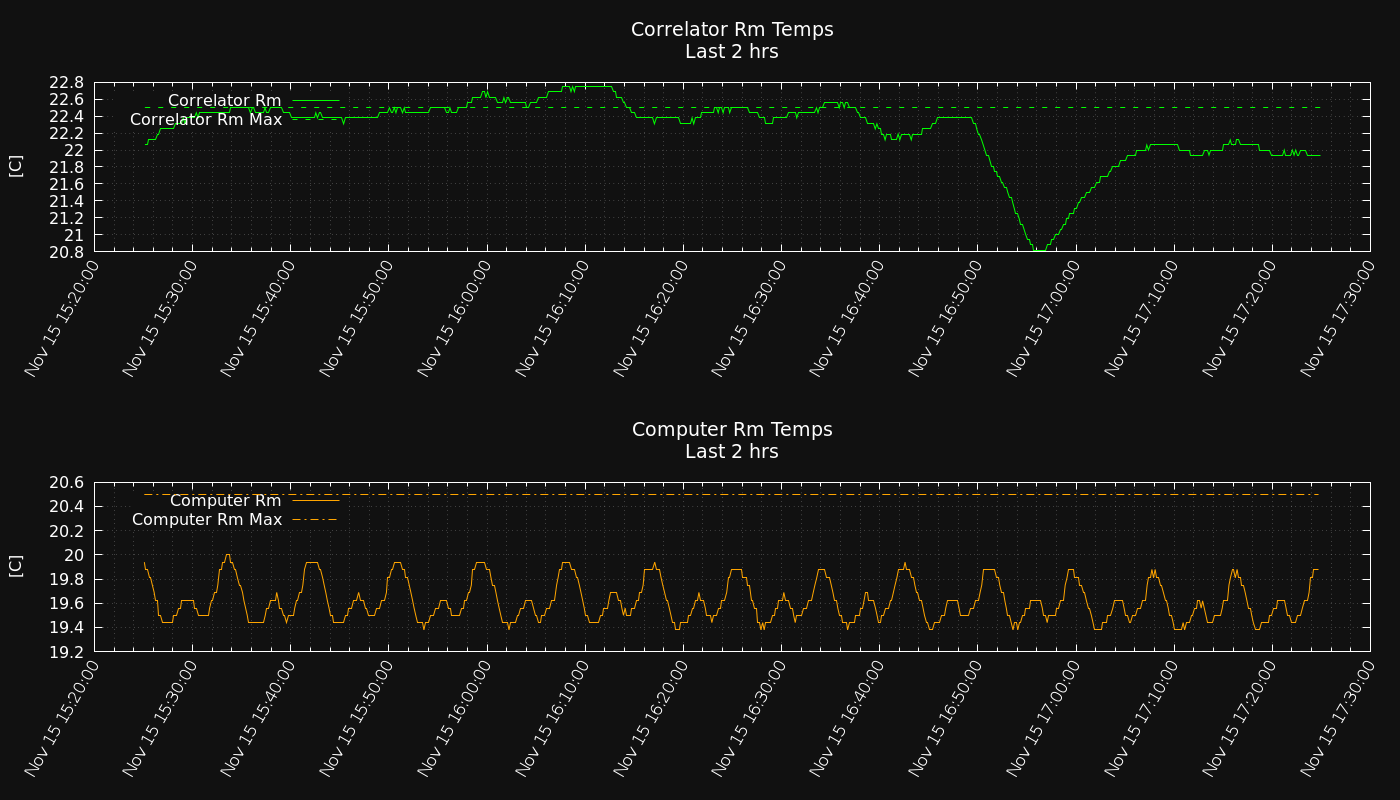 Correlator Rm Temps
Last 2 hrs
[C]
22.8
22.6
22.4
22.2
22
21.8
21.6
21.4
21.2
21
20.8
Correlator Rm
Correlator Rm Max
Nov 15 15:20:00
Nov 15 15:30:00
Nov 15 15:40:00
Nov 15 15:50:00
Nov 15 16:00:00
Nov 15 16:10:00
Nov 15 16:20:00
Nov 15 16:30:00
Nov 15 16:40:00
Nov 15 16:50:00
Nov 15 17:00:00
Nov 15 17:10:00
Nov 15 17:20:00
Nov 15 17:30:00
Computer Rm Temps
Last 2 hrs
[C]
20.6
20.4
20.2
20
19.8
19.6
19.4
19.2
Computer Rm
Computer Rm Max
Nov 15 15:20:00
Nov 15 15:30:00
Nov 15 15:40:00
Nov 15 15:50:00
Nov 15 16:00:00
Nov 15 16:10:00
Nov 15 16:20:00
Nov 15 16:30:00
Nov 15 16:40:00
Nov 15 16:50:00
Nov 15 17:00:00
Nov 15 17:10:00
Nov 15 17:20:00
Nov 15 17:30:00